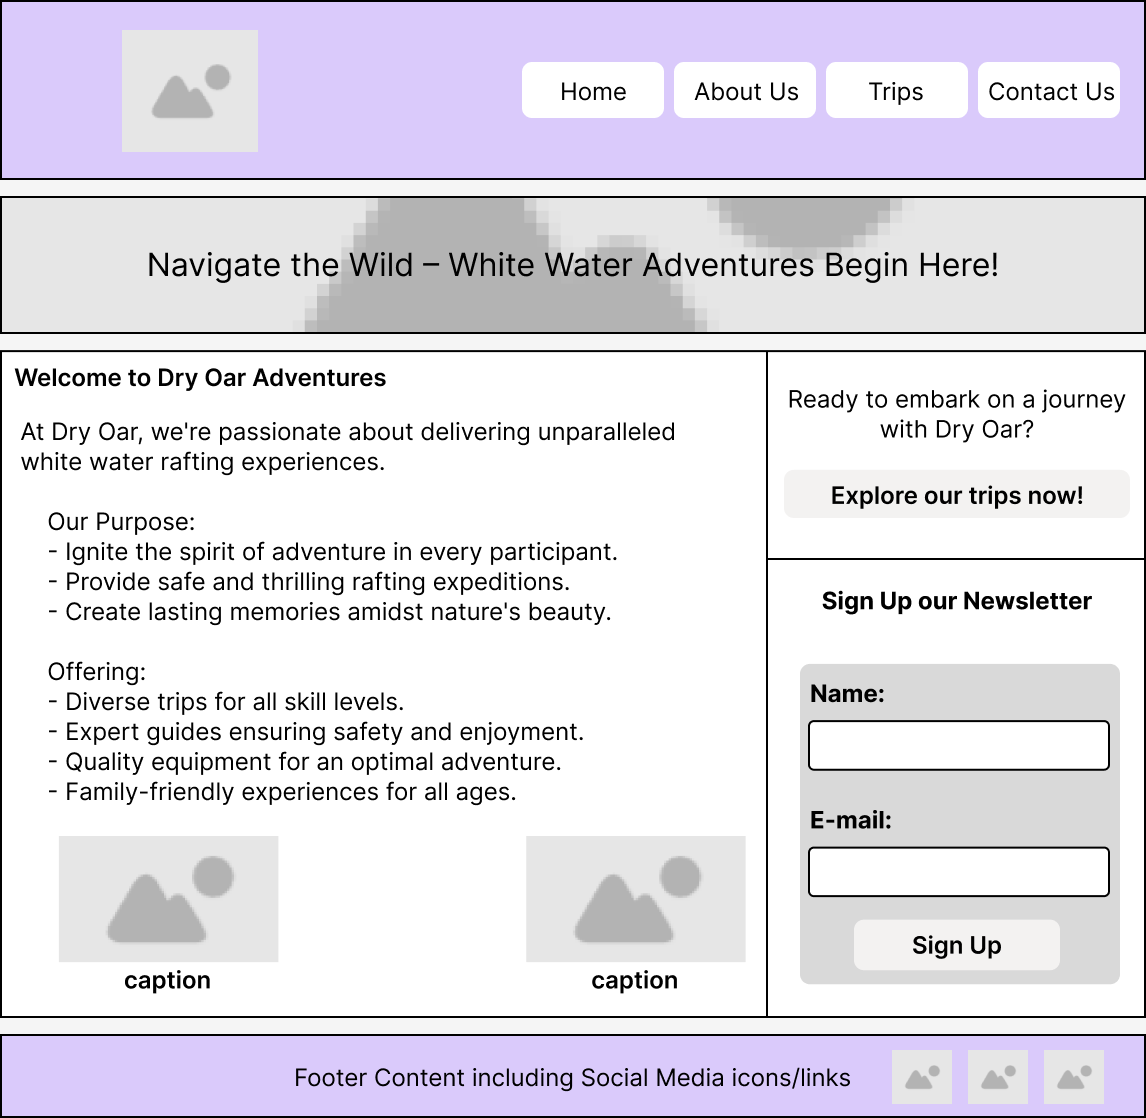 Home
About Us
Trips
Contact Us
Navigate the Wild – White Water Adventures Begin Here!
Welcome to Dry Oar Adventures
At Dry Oar, we're passionate about delivering unparalleled
white water rafting experiences.
Our Purpose:
- Ignite the spirit of adventure in every participant.
- Provide safe and thrilling rafting expeditions.
- Create lasting memories amidst nature's beauty.
Offering:
- Diverse trips for all skill levels.
- Expert guides ensuring safety and enjoyment.
- Quality equipment for an optimal adventure.
- Family-friendly experiences for all ages.
caption
caption
Ready to embark on a journey
with Dry Oar?
Explore our trips now!
Sign Up our Newsletter
Name:
E-mail:
Sign Up
Footer Content including Social Media icons/links